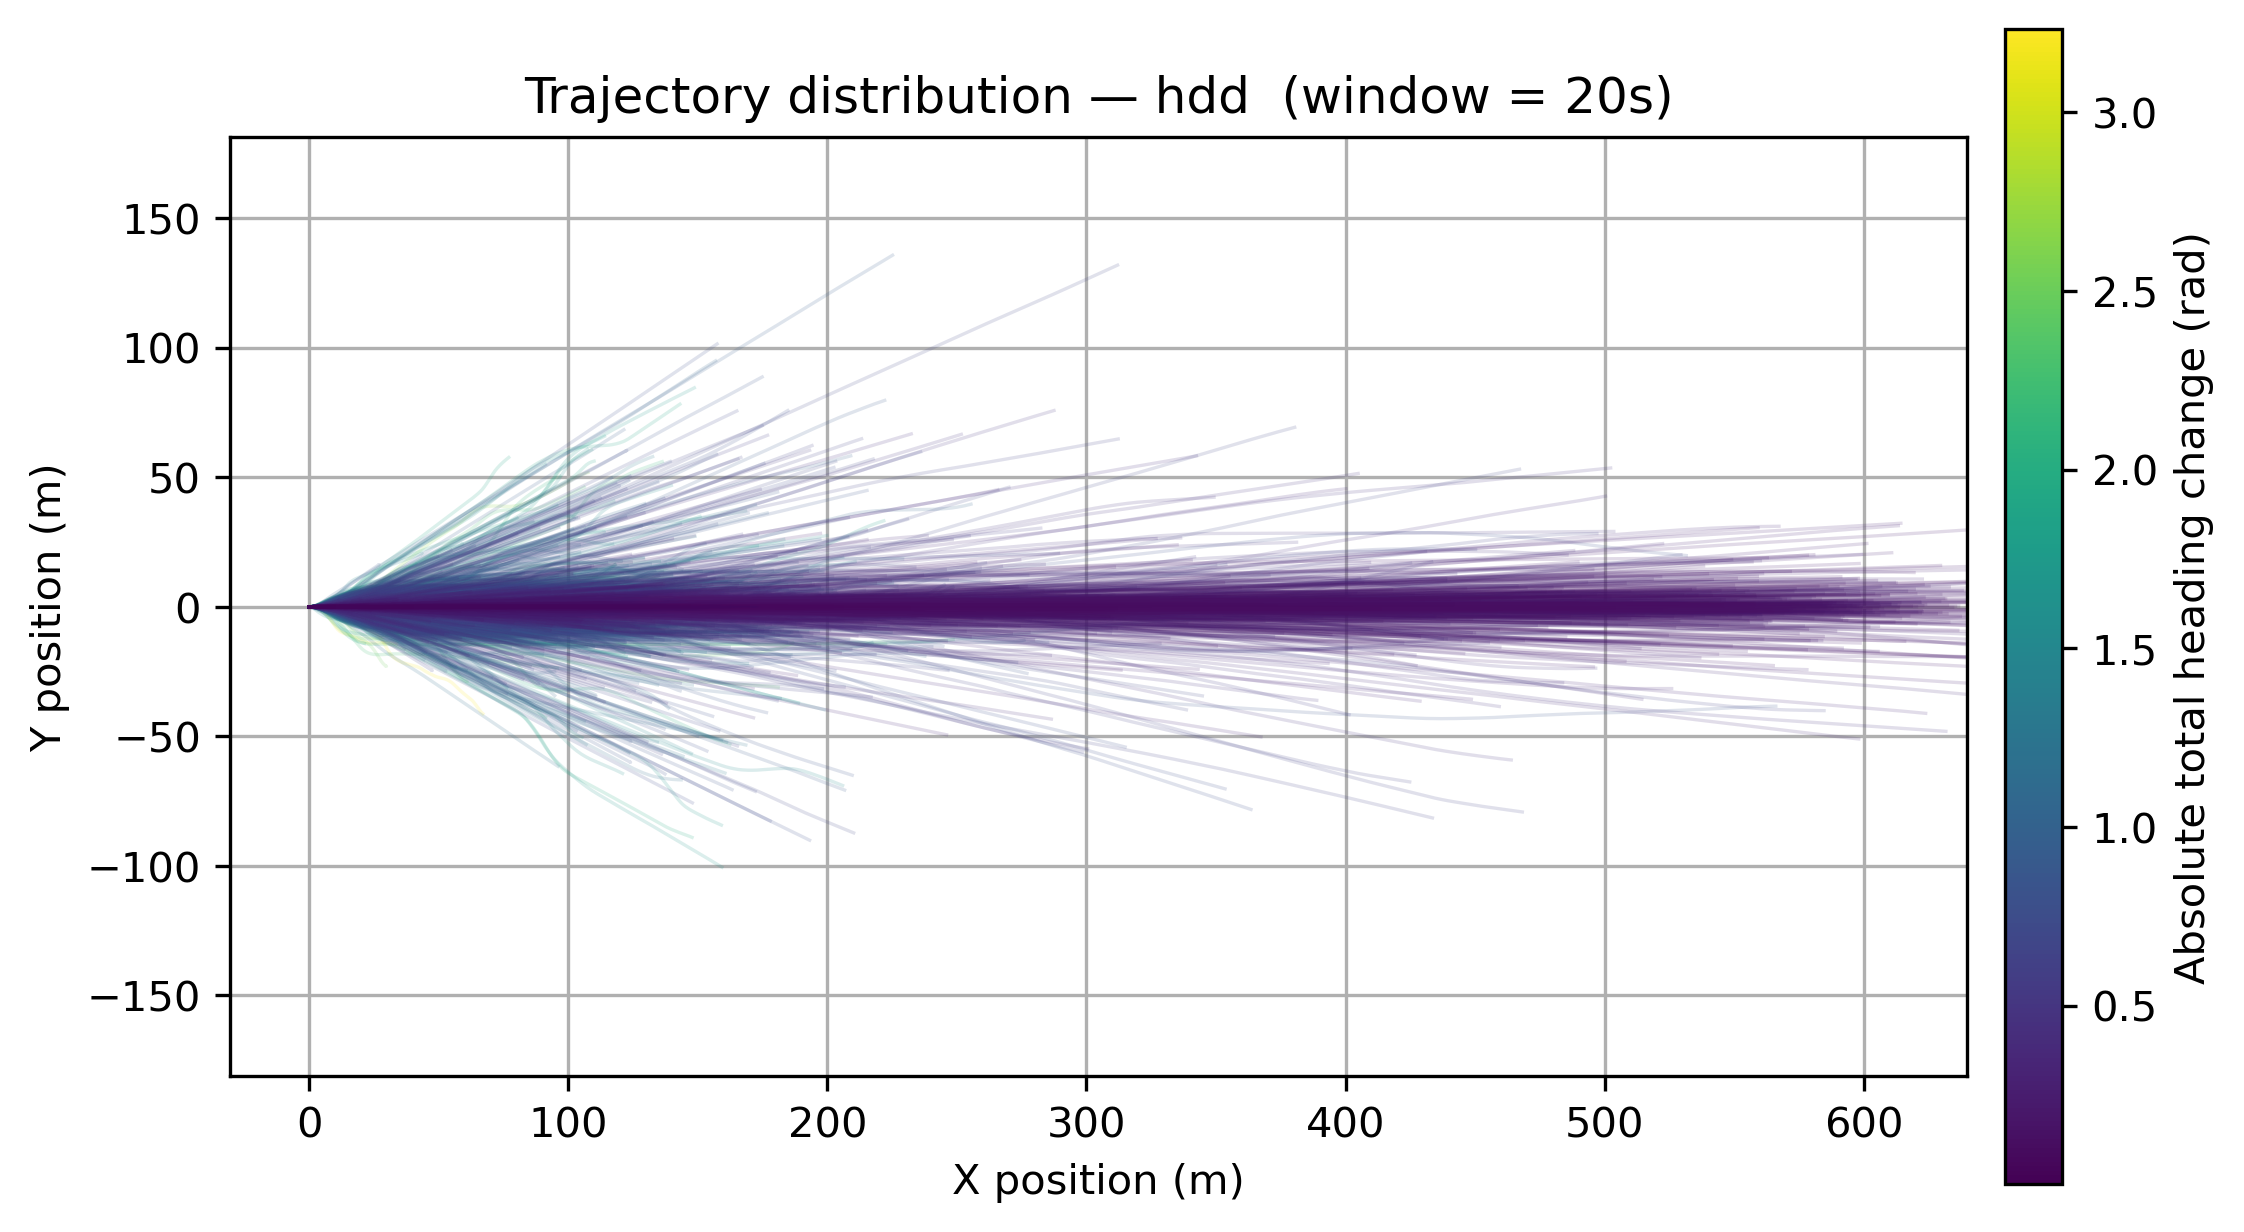 Trajectory distribution — hdd  (window = 20s)
150
100
50
0
−50
−100
−150
Y position (m)
0 100 200 300 400 500 600
X position (m)
3.0
2.5
2.0
1.5
1.0
0.5
Absolute total heading change (rad)